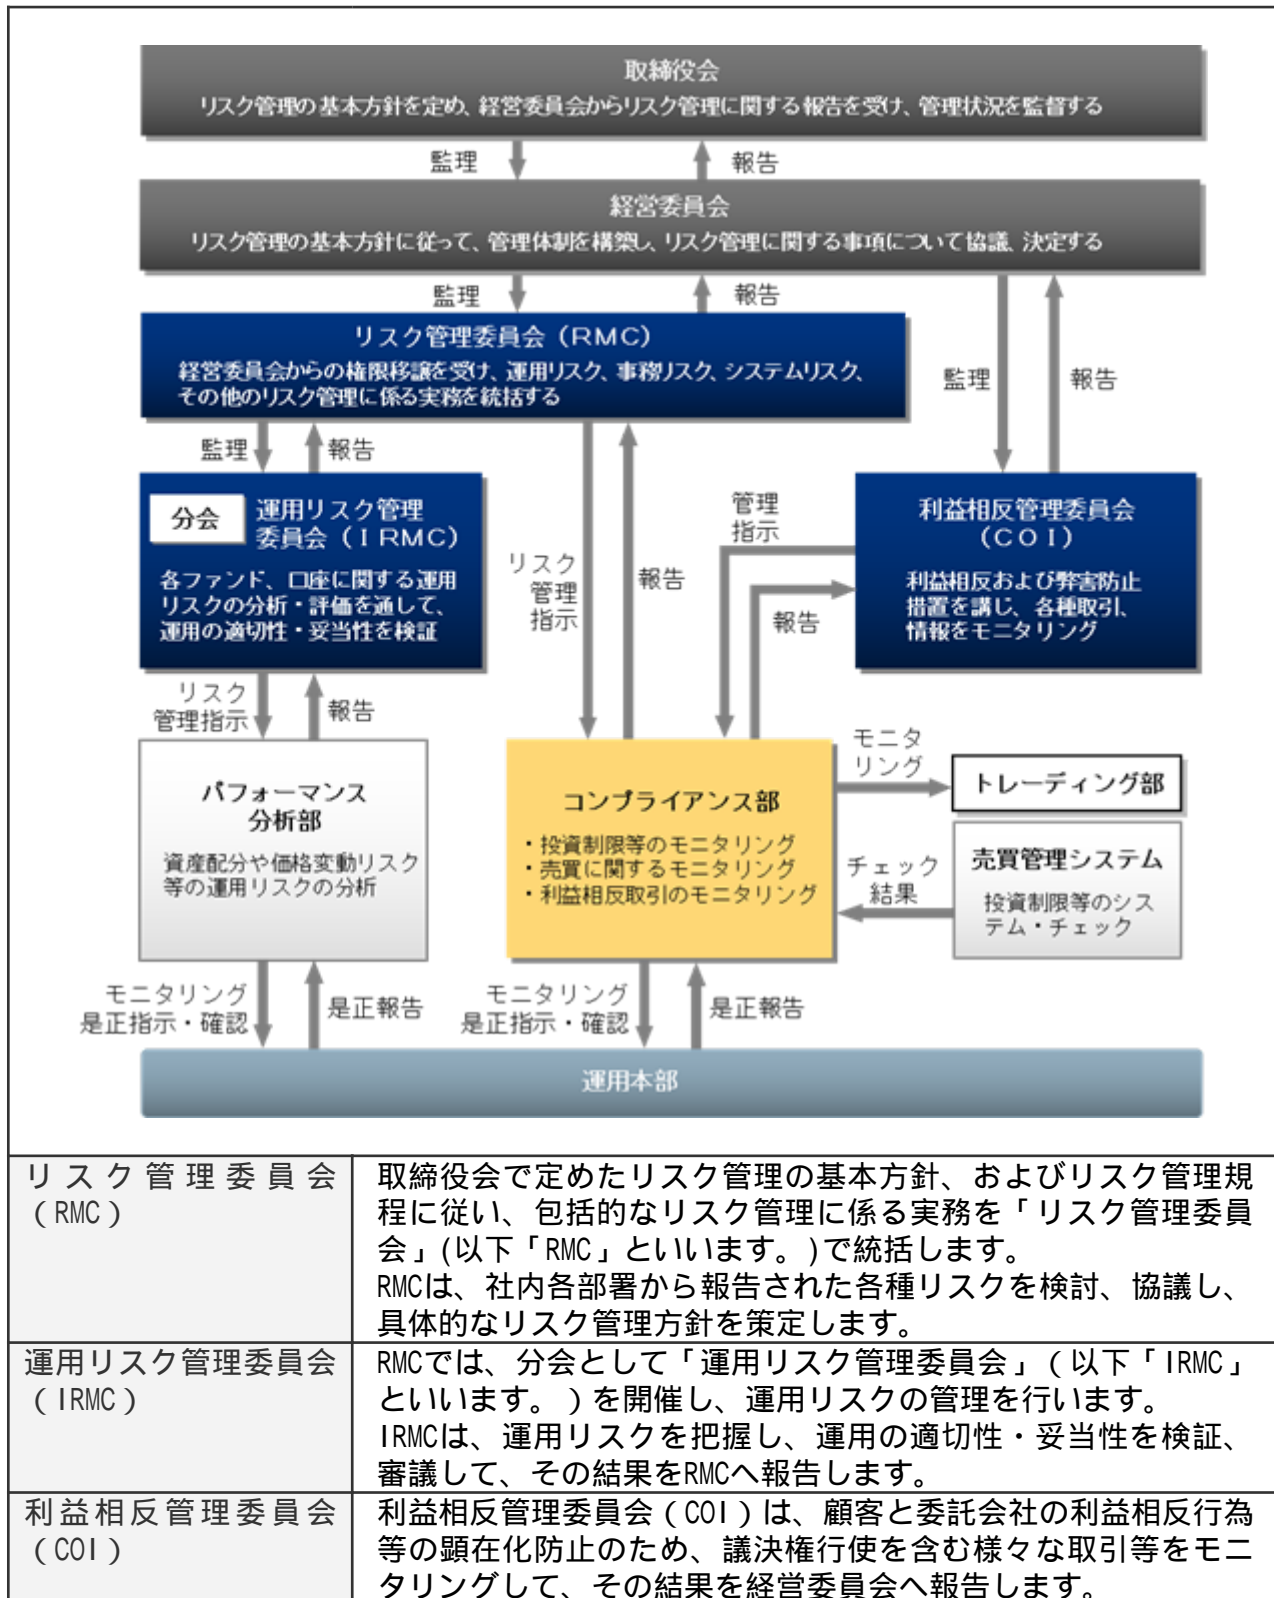 取締役会
リスク管理の基本方針を定め、経営委員会からリスク管理に関する報告を受け、管理状況を監督する
監理
報告
経営委員会
リスク管理の基本方針に従って、管理体制を構築し、リスク管理に関する事項について協議、決定する
監理
報告
リスク管理委員会（RMC）
経営委員会からの権限移譲を受け、運用リスク、事務リスク、システムリスク、
その他のリスク管理に係る実務を統括する
監理
報告
監理
報告
分会
運用リスク管理
委員会（IRMC）
各ファンド、口座に関する運用
リスクの分析・評価を通して、
運用の適切性・妥当性を検証
リスク
管理
指示
報告
管理
指示
報告
利益相反管理委員会
（COI）
利益相反および弊害防止
措置を講じ、各種取引、
情報をモニタリング
リスク
管理指示
報告
パフォーマンス
分析部
資産配分や価格変動リスク
等の運用リスクの分析
コンプライアンス部
・投資制限等のモニタリング
・売買に関するモニタリング
・利益相反取引のモニタリング
モニタ
リング
トレーディング部
チェック
結果
売買管理システム
投資制限等のシス
テム・チェック
モニタリング
是正指示・確認
是正報告
モニタリング
是正指示・確認
是正報告
運用本部
リスク管理委員会
（RMC）
取締役会で定めたリスク管理の基本方針、およびリスク管理規
程に従い、包括的なリスク管理に係る実務を「リスク管理委員
会」(以下「RMC」といいます。)で統括します。
RMCは、社内各部署から報告された各種リスクを検討、協議し、
具体的なリスク管理方針を策定します。
運用リスク管理委員会
（IRMC）
RMCでは、分会として「運用リスク管理委員会」（以下「IRMC」
といいます。）を開催し、運用リスクの管理を行います。
IRMCは、運用リスクを把握し、運用の適切性・妥当性を検証、
審議して、その結果をRMCへ報告します。
利益相反管理委員会
（COI）
利益相反管理委員会（COI）は、顧客と委託会社の利益相反行為
等の顕在化防止のため、議決権行使を含む様々な取引等をモニ
タリングして、その結果を経営委員会へ報告します。